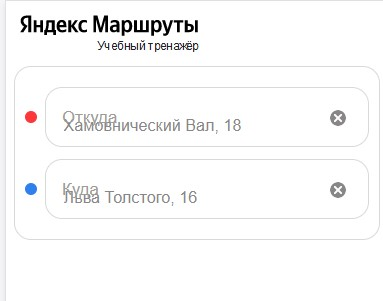 Яндекс Маршруты
Учебный тренажёр
Откуда
Хамовнический Вал, 18
Куда
Льва Толстого, 16